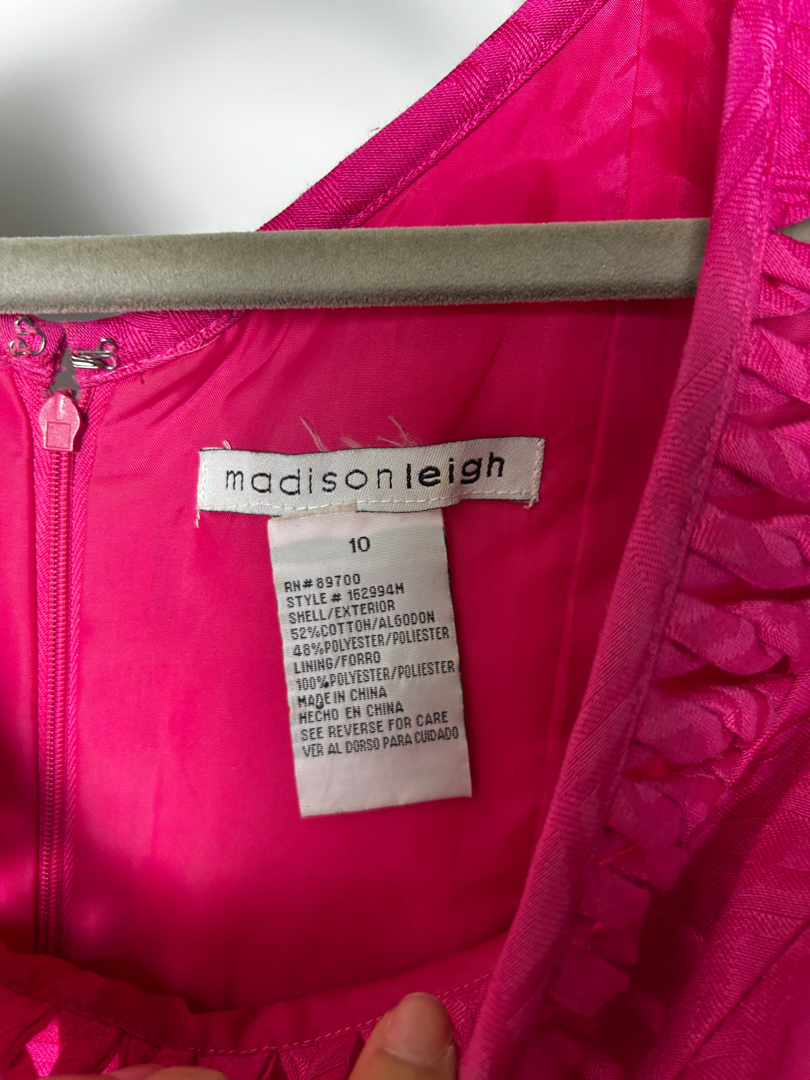 madisonleigh
10
RN# 89700
STYLE # 162994M
SHELL/EXTERIOR
52%COTTON/ALGODON
48%POLYESTER/POLIESTER
LINING/FORRO
100%POLYESTER/POLIESTER
MADE IN CHINA
HECHO EN CHINA
SEE REVERSE FOR CARE
VER AL DORSO PARA CUIDADO